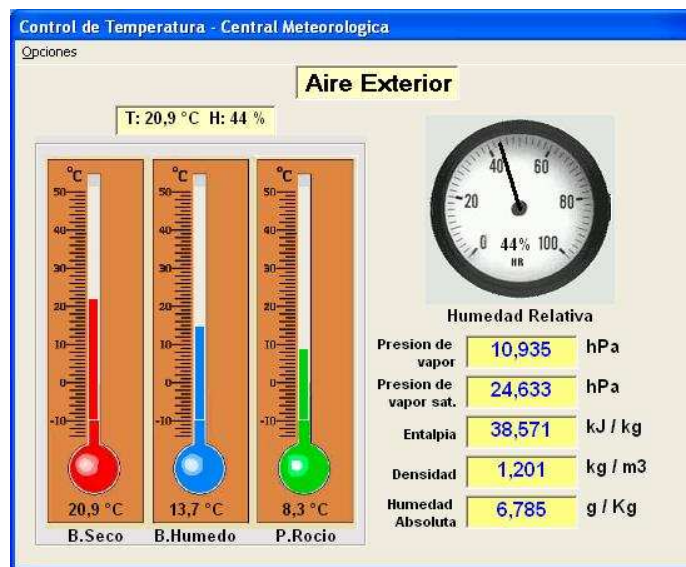 Control de Temperatura - Central Meteorologica
Opciones
Aire Exterior
T: 20,9 °C H: 44 %
°C °C °C
50 50 50
40 40 40
30 30 30
20 20 20
10 10 10
0 0 0
-10 -10 -10
20,9 °C 13,7 °C 8,3 °C
B.Seco B.Humedo P.Rocio
40 60
20 80
0 44% 100
HR
Humedad Relativa
Presion de vapor 10,935 hPa
Presion de vapor sat. 24,633 hPa
Entalpia 38,571 kJ / kg
Densidad 1,201 kg / m3
Humedad Absoluta 6,785 g / Kg